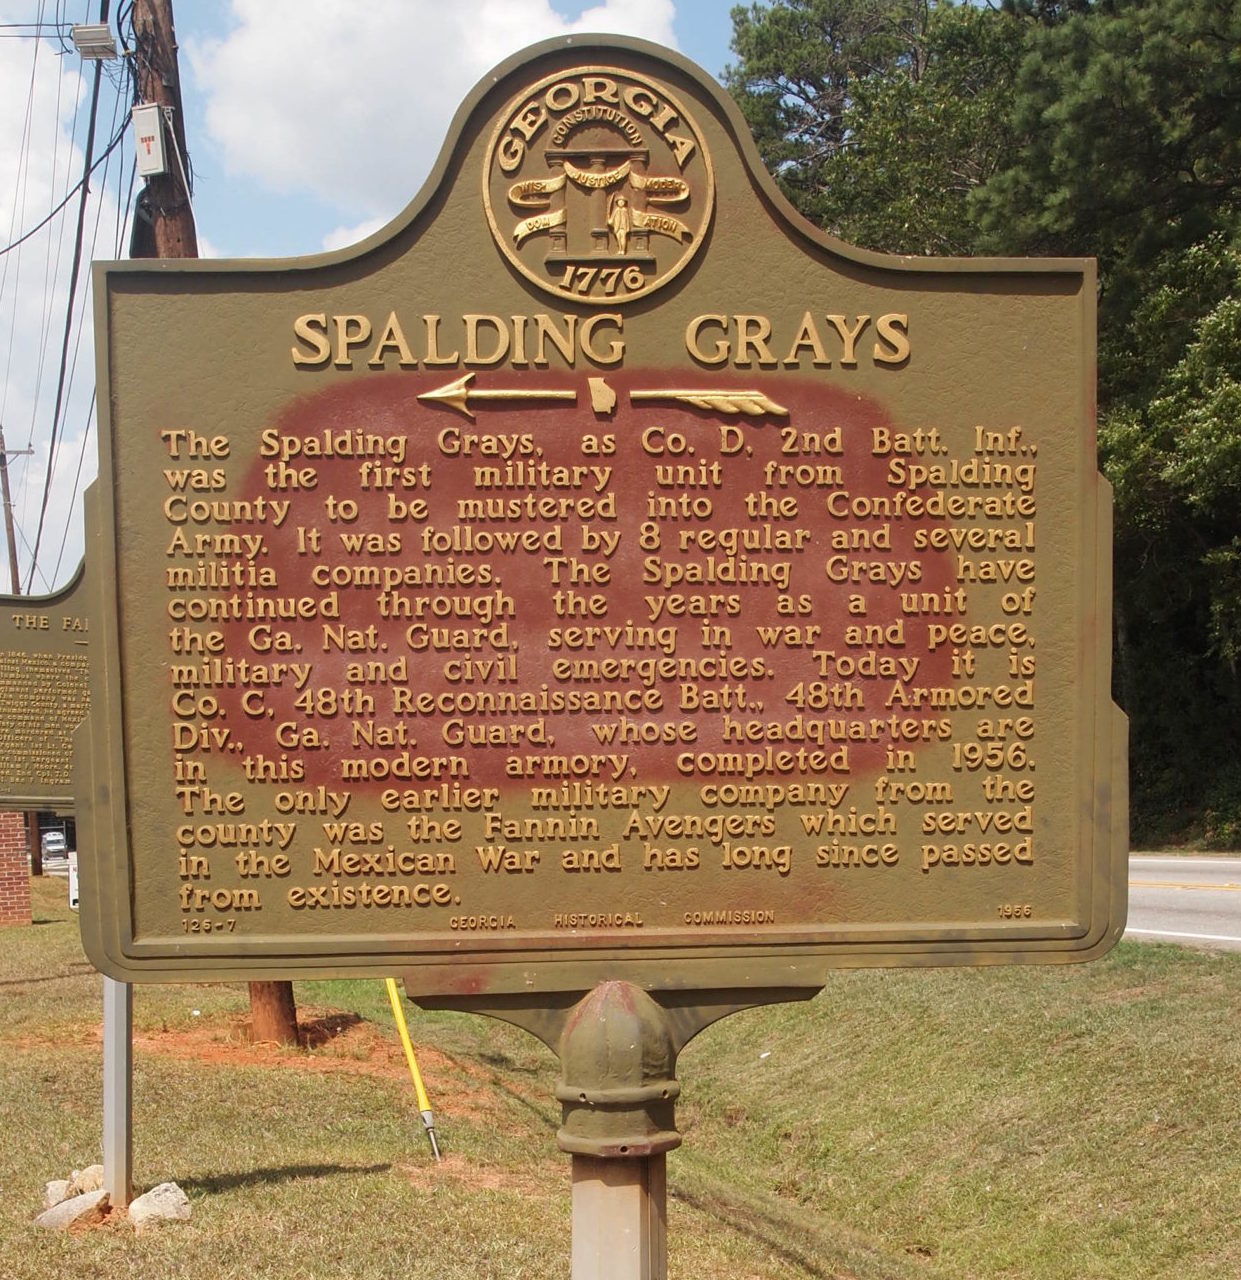 GEORGIA
CONSTITUTION
WIS JUSTICE MODER
DOM ATION
1776
SPALDING GRAYS
The Spalding Grays, as Co. D, 2nd Batt. Inf.,
was the first military unit from Spalding
County to be mustered into the Confederate
Army. It was followed by 8 regular and several
militia companies. The Spalding Grays have
continued through the years as a unit of
the Ga. Nat. Guard, serving in war and peace,
military and civil emergencies. Today it is
Co. C, 48th Reconnaissance Batt., 48th Armored
Div., Ga. Nat. Guard, whose headquarters are
in this modern armory, completed in 1956.
The only earlier military company from the
county was the Fannin Avengers which served
in the Mexican War and has long since passed
from existence.
126-7 GEORGIA HISTORICAL COMMISSION 1956
THE